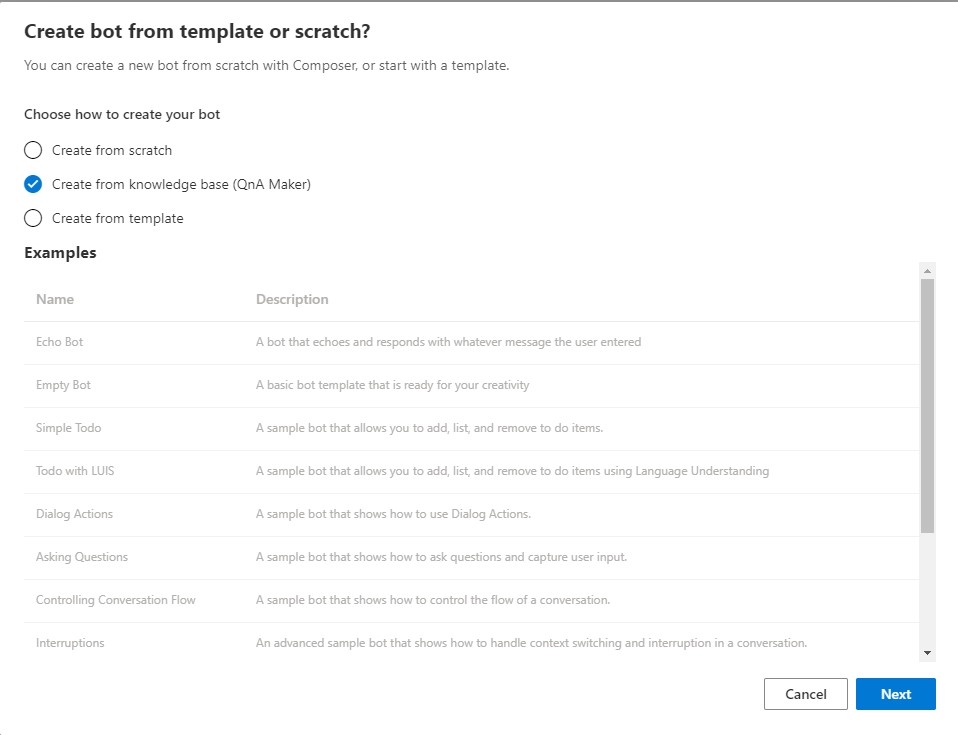 Create bot from template or scratch?
You can create a new bot from scratch with Composer, or start with a template.
Choose how to create your bot
Create from scratch
Create from knowledge base (QnA Maker)
Create from template
Examples
Name Description
Echo Bot A bot that echoes and responds with whatever message the user entered
Empty Bot A basic bot template that is ready for your creativity
Simple Todo A sample bot that allows you to add, list, and remove to do items.
Todo with LUIS A sample bot that allows you to add, list, and remove to do items using Language Understanding
Dialog Actions A sample bot that shows how to use Dialog Actions.
Asking Questions A sample bot that shows how to ask questions and capture user input.
Controlling Conversation Flow A sample bot that shows how to control the flow of a conversation.
Interruptions An advanced sample bot that shows how to handle context switching and interruption in a conversation.
Cancel Next